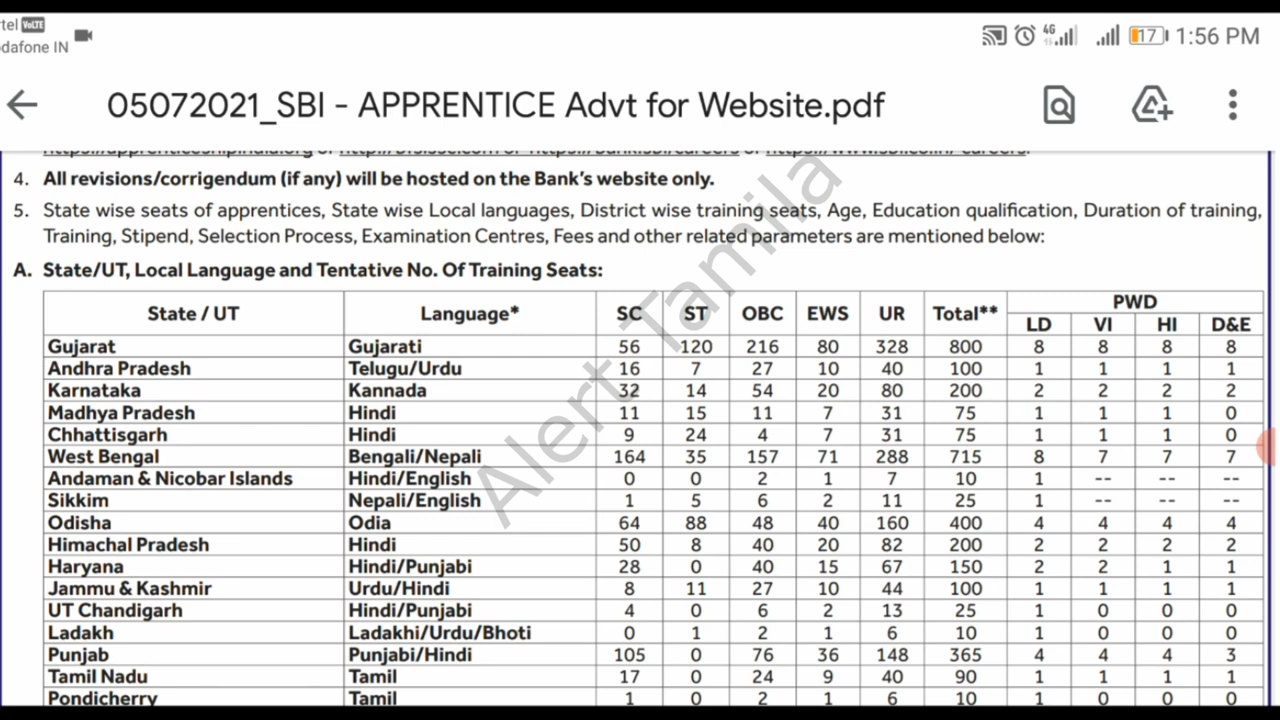 rtel VoLTE
odafone IN
4G
17 1:56 PM
05072021_SBI - APPRENTICE Advt for Website.pdf
4. All revisions/corrigendum (if any) will be hosted on the Bank's website only.
5. State wise seats of apprentices, State wise Local languages, District wise training seats, Age, Education qualification, Duration of training,
Training, Stipend, Selection Process, Examination Centres, Fees and other related parameters are mentioned below:
A. State/UT, Local Language and Tentative No. Of Training Seats:
State / UT Language* SC ST OBC EWS UR Total** PWD
LD VI HI D&E
Gujarat Gujarati 56 120 216 80 328 800 8 8 8 8
Andhra Pradesh Telugu/Urdu 16 7 27 10 40 100 1 1 1 1
Karnataka Kannada 32 14 54 20 80 200 2 2 2 2
Madhya Pradesh Hindi 11 15 11 7 31 75 1 1 1 0
Chhattisgarh Hindi 9 24 4 7 31 75 1 1 1 0
West Bengal Bengali/Nepali 164 35 157 71 288 715 8 7 7 7
Andaman & Nicobar Islands Hindi/English 0 0 2 1 7 10 1 -- -- --
Sikkim Nepali/English 1 5 6 2 11 25 1 -- -- --
Odisha Odia 64 88 48 40 160 400 4 4 4 4
Himachal Pradesh Hindi 50 8 40 20 82 200 2 2 2 2
Haryana Hindi/Punjabi 28 0 40 15 67 150 2 2 1 1
Jammu & Kashmir Urdu/Hindi 8 11 27 10 44 100 1 1 1 1
UT Chandigarh Hindi/Punjabi 4 0 6 2 13 25 1 0 0 0
Ladakh Ladakhi/Urdu/Bhoti 0 1 2 1 6 10 1 0 0 0
Punjab Punjabi/Hindi 105 0 76 36 148 365 4 4 4 3
Tamil Nadu Tamil 17 0 24 9 40 90 1 1 1 1
Pondicherry Tamil 1 0 2 1 6 10 1 0 0 0
Alert Tamila